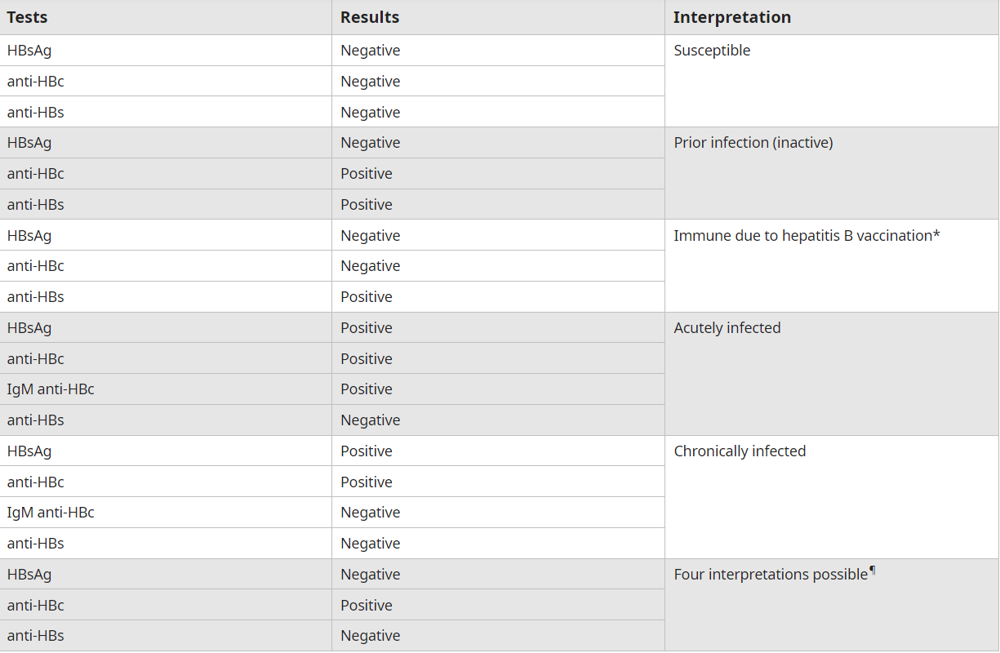 Tests Results Interpretation
HBsAg Negative Susceptible
anti-HBc Negative
anti-HBs Negative
HBsAg Negative Prior infection (inactive)
anti-HBc Positive
anti-HBs Positive
HBsAg Negative Immune due to hepatitis B vaccination*
anti-HBc Negative
anti-HBs Positive
HBsAg Positive Acutely infected
anti-HBc Positive
IgM anti-HBc Positive
anti-HBs Negative
HBsAg Positive Chronically infected
anti-HBc Positive
IgM anti-HBc Negative
anti-HBs Negative
HBsAg Negative Four interpretations possible¶
anti-HBc Positive
anti-HBs Negative